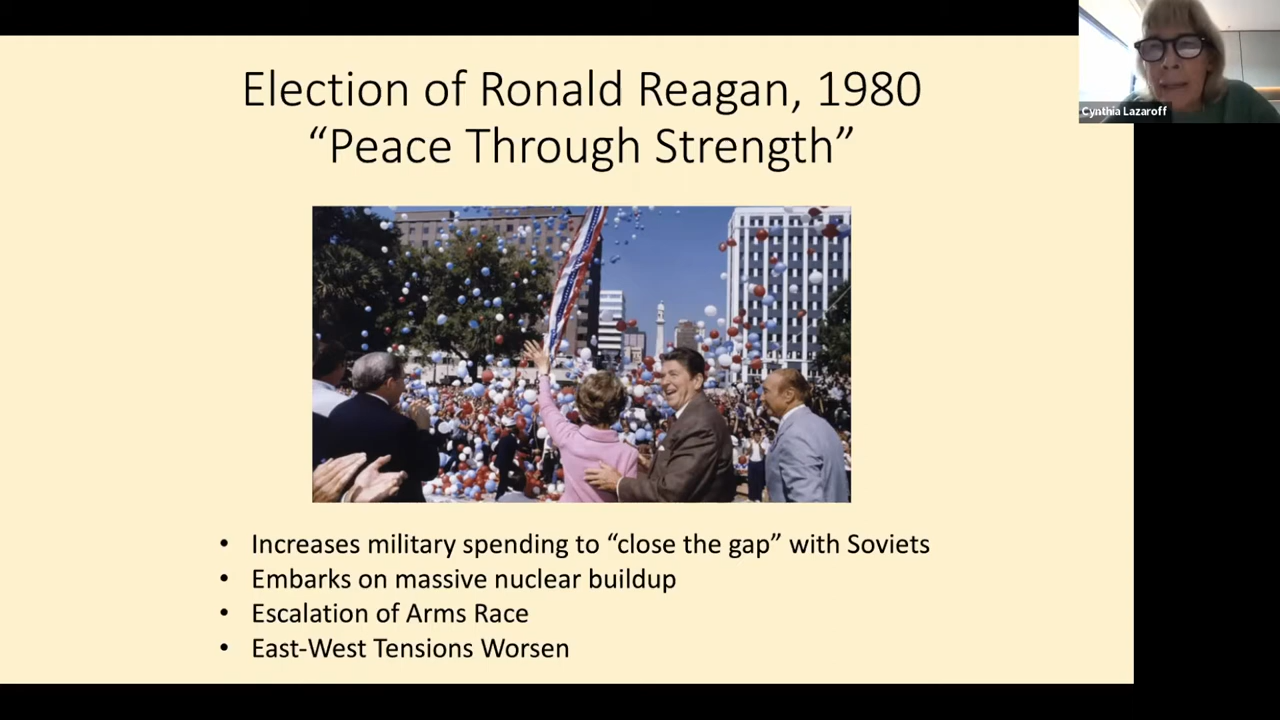 Election of Ronald Reagan, 1980
“Peace Through Strength”
Cynthia Lazaroff
• Increases military spending to “close the gap” with Soviets
• Embarks on massive nuclear buildup
• Escalation of Arms Race
• East-West Tensions Worsen